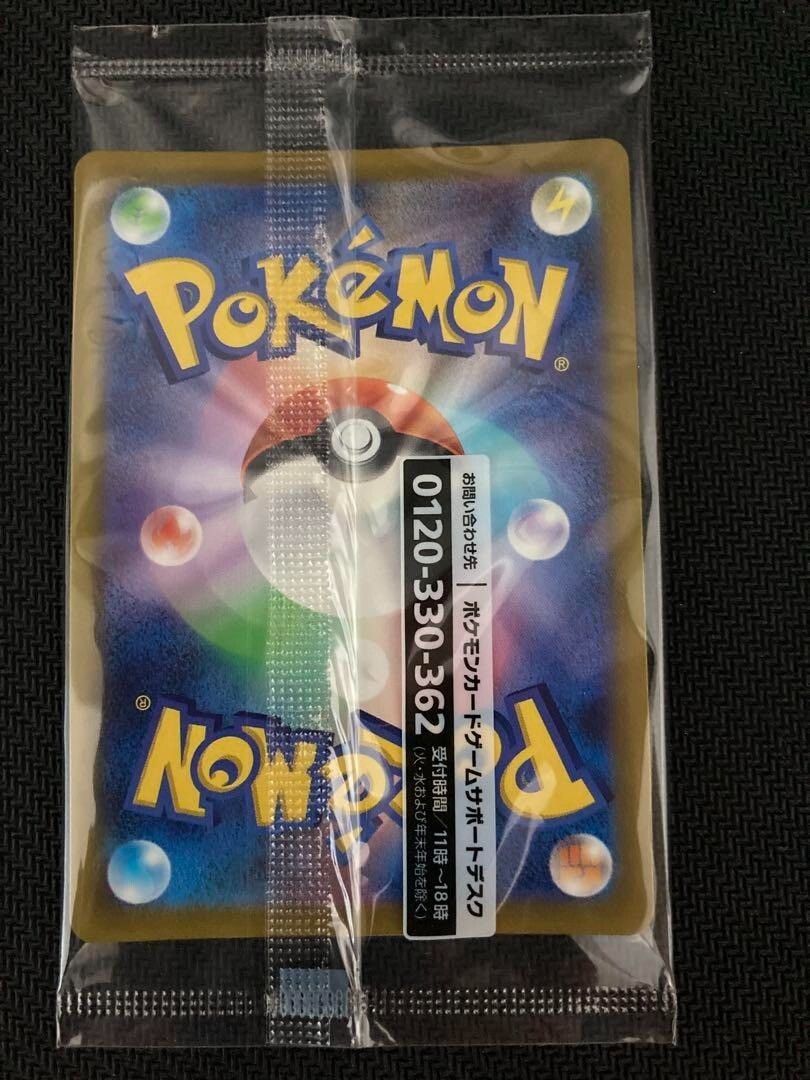 POKéMON
®
お問い合わせ先 | ポケモンカードゲームサポートデスク
0120-330-362 受付時間/11時~18時
(火・水および年末年始を除く)
POKéMON
®